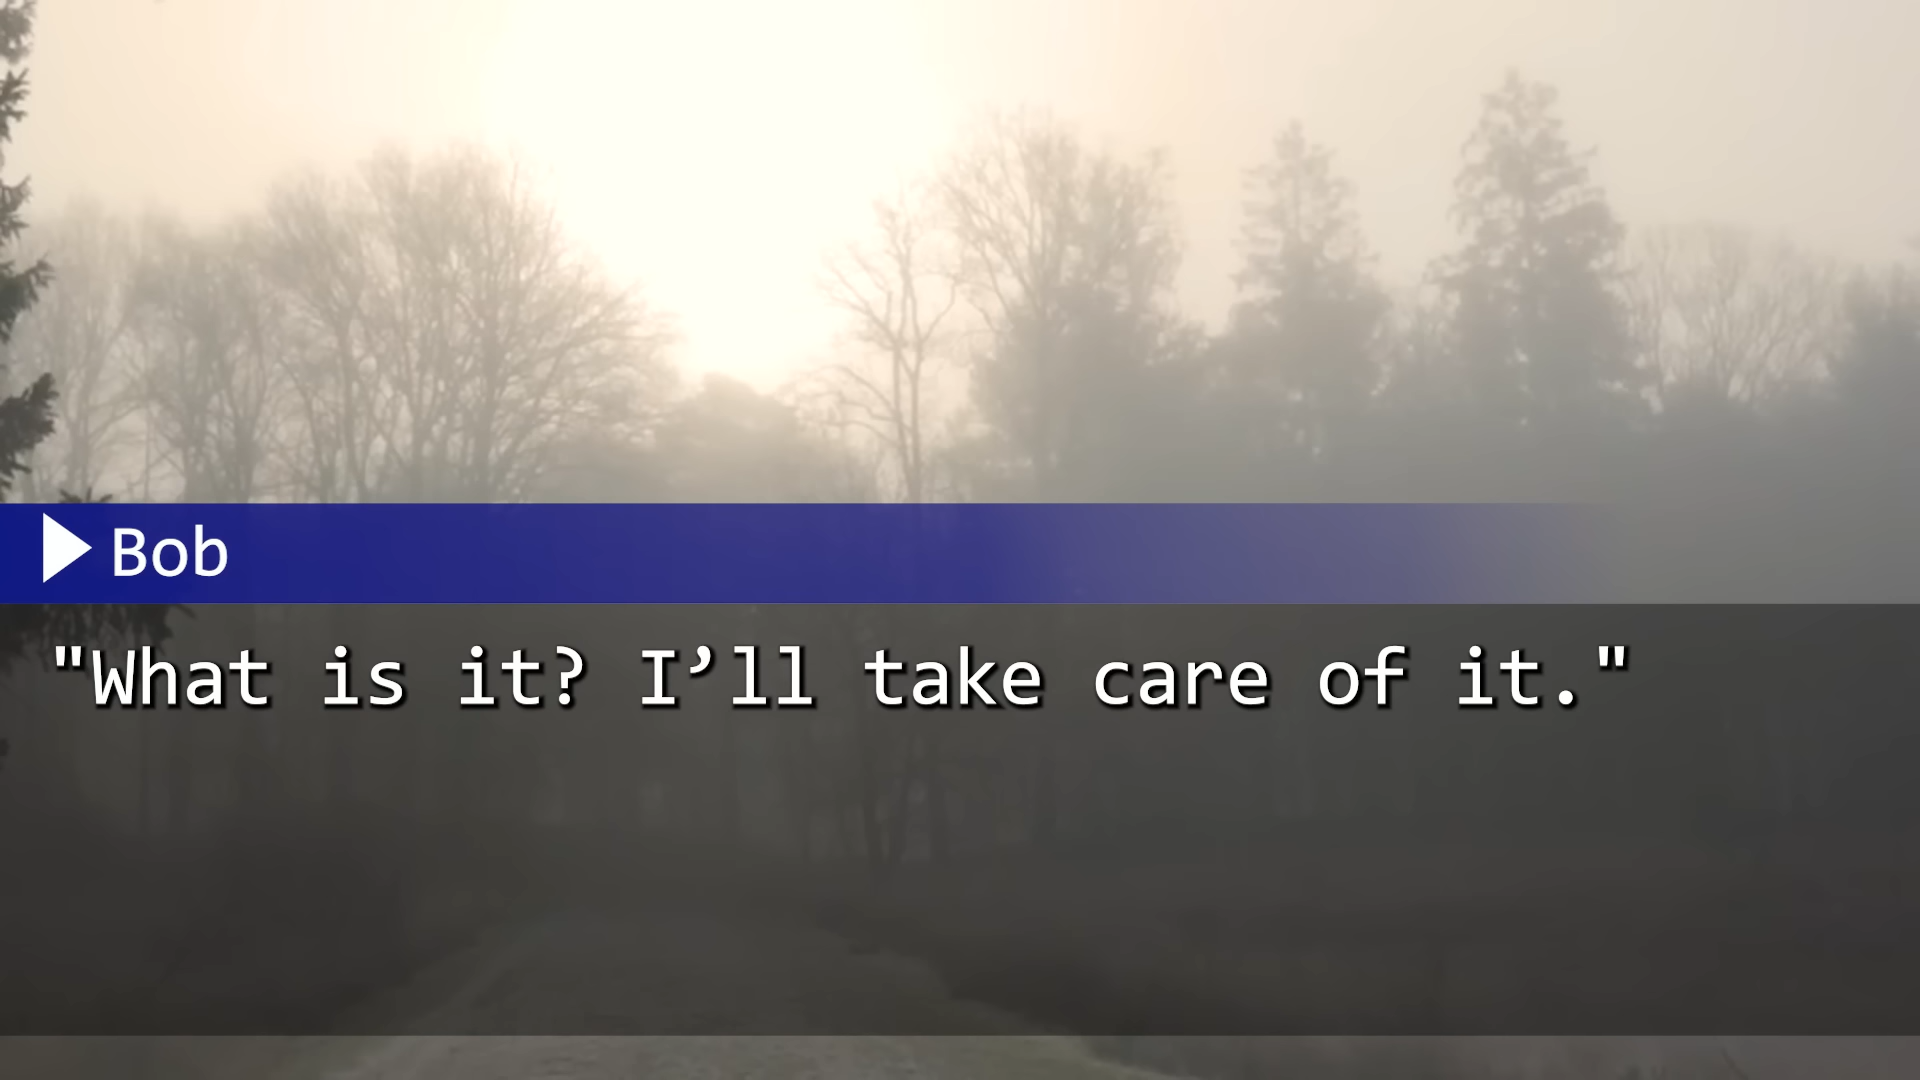 Bob
"What is it? I’ll take care of it."